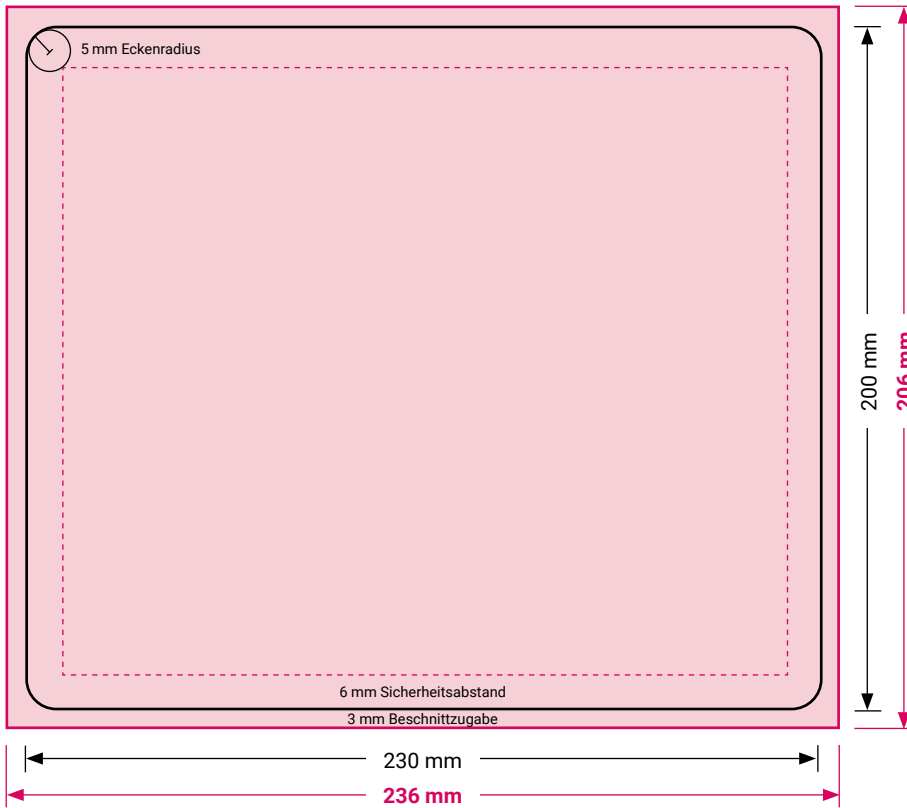 5 mm Eckenradius
200 mm
206 mm
6 mm Sicherheitsabstand
3 mm Beschnittzugabe
230 mm
236 mm